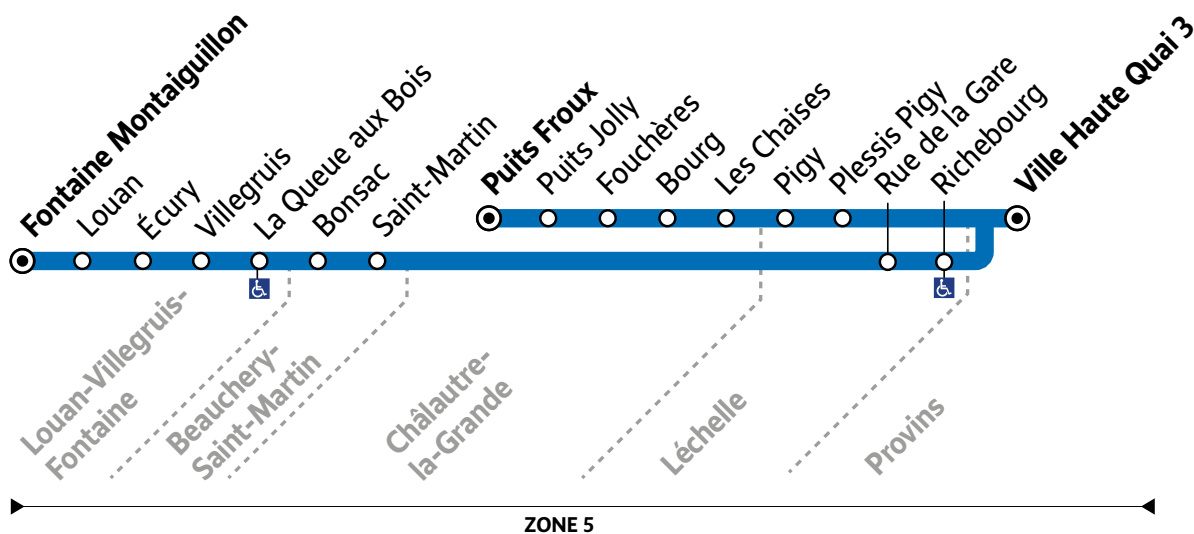 Fontaine Montaiguillon
Louan
Écury
Villegruis
La Queue aux Bois
Bonsac
Saint-Martin
Puits Froux
Puits Jolly
Fouchères
Bourg
Les Chaises
Pigy
Plessis Pigy
Rue de la Gare
Richebourg
Ville Haute Quai 3
Louan-Villegruis-
Fontaine
Beauchery-
Saint-Martin
Châlautre-
la-Grande
Léchelle
Provins
ZONE 5